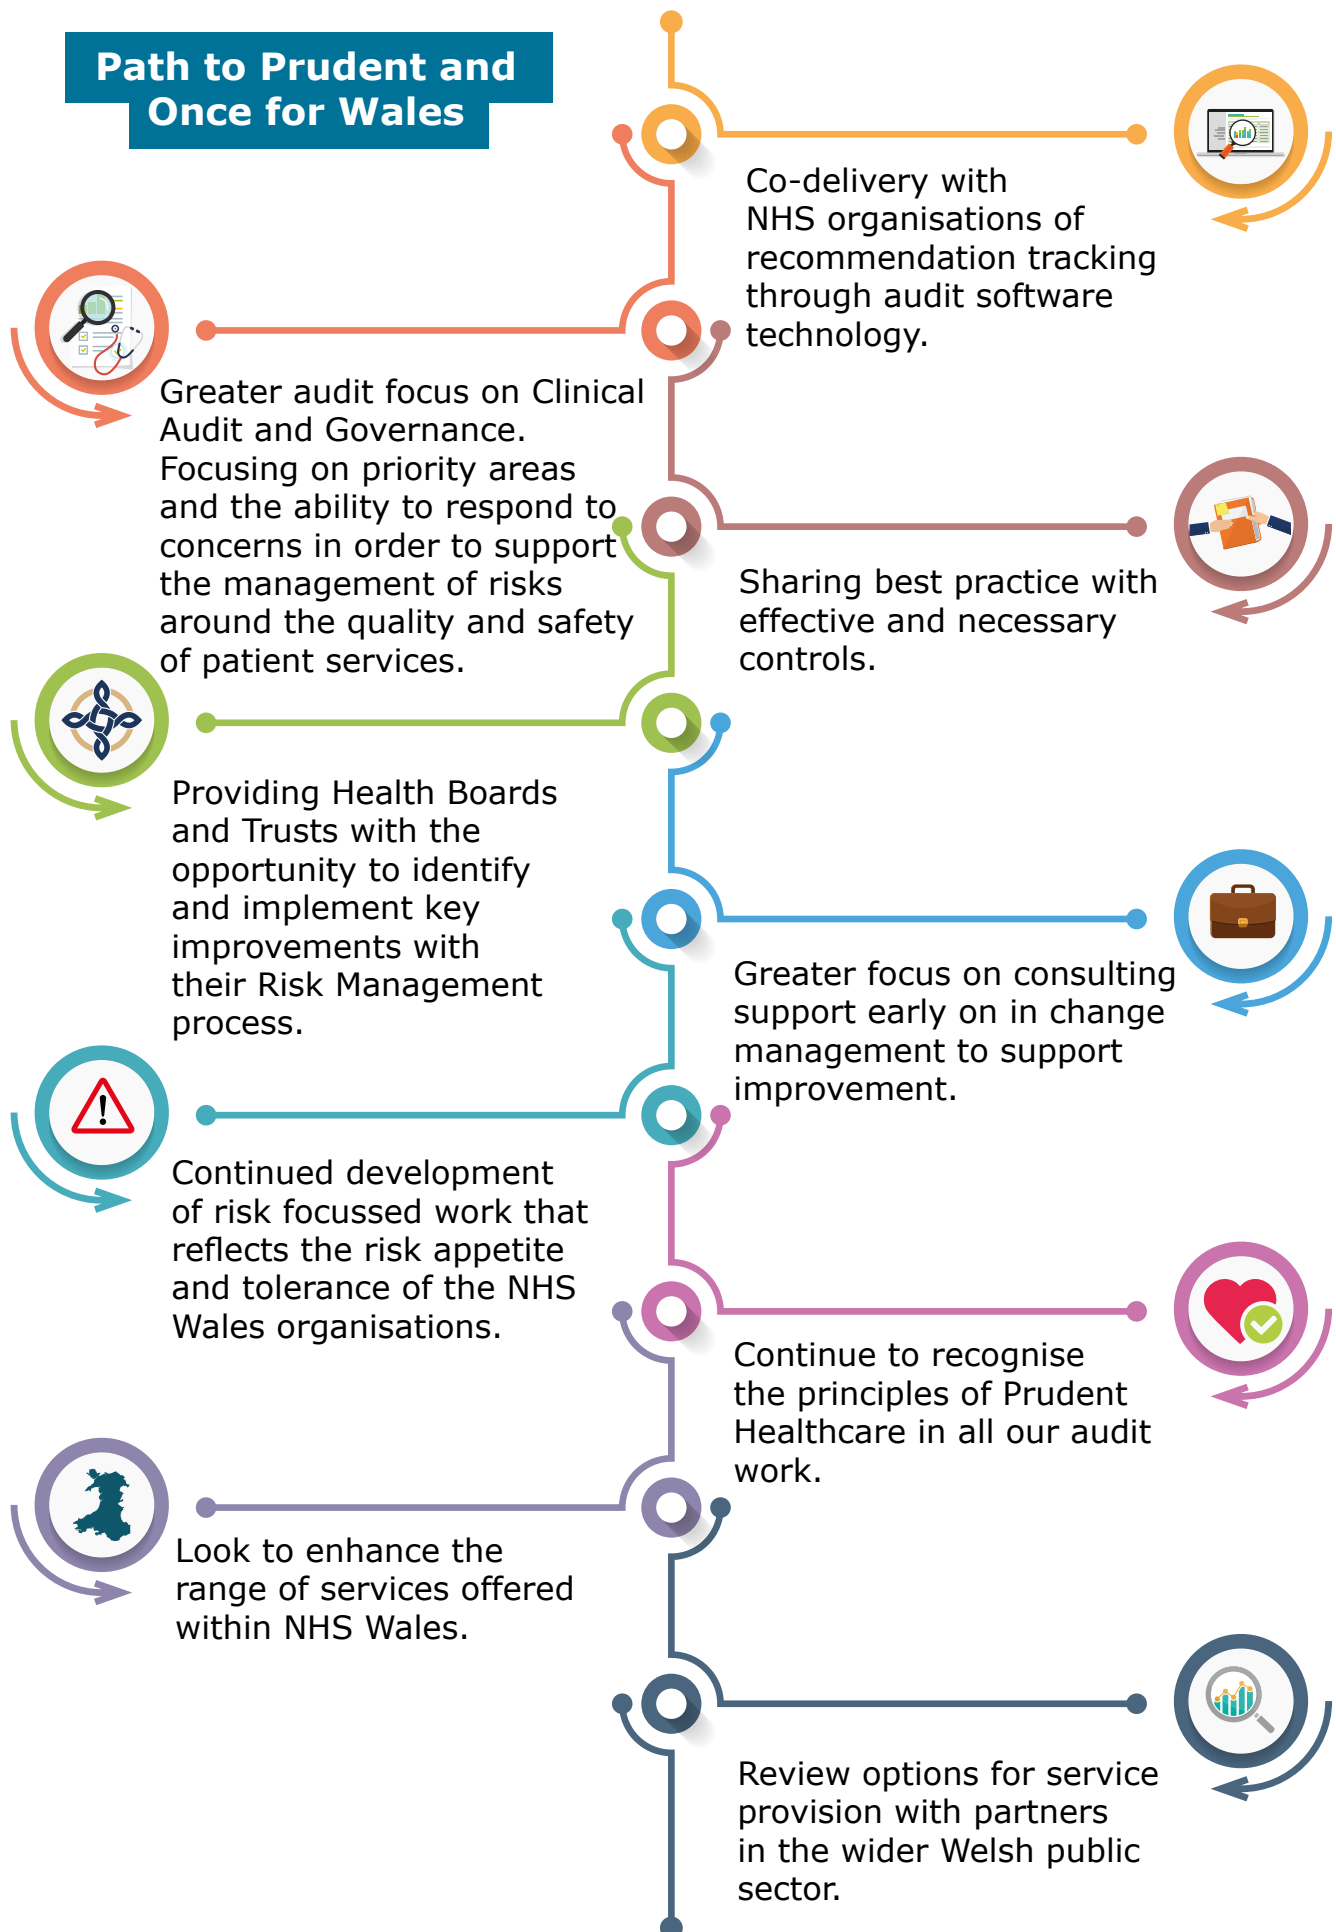 Path to Prudent and
Once for Wales
Co-delivery with
NHS organisations of
recommendation tracking
through audit software
technology.
Greater audit focus on Clinical
Audit and Governance.
Focusing on priority areas
and the ability to respond to
concerns in order to support
the management of risks
around the quality and safety
of patient services.
Sharing best practice with
effective and necessary
controls.
Providing Health Boards
and Trusts with the
opportunity to identify
and implement key
improvements with
their Risk Management
process.
Greater focus on consulting
support early on in change
management to support
improvement.
Continued development
of risk focussed work that
reflects the risk appetite
and tolerance of the NHS
Wales organisations.
Continue to recognise
the principles of Prudent
Healthcare in all our audit
work.
Look to enhance the
range of services offered
within NHS Wales.
Review options for service
provision with partners
in the wider Welsh public
sector.